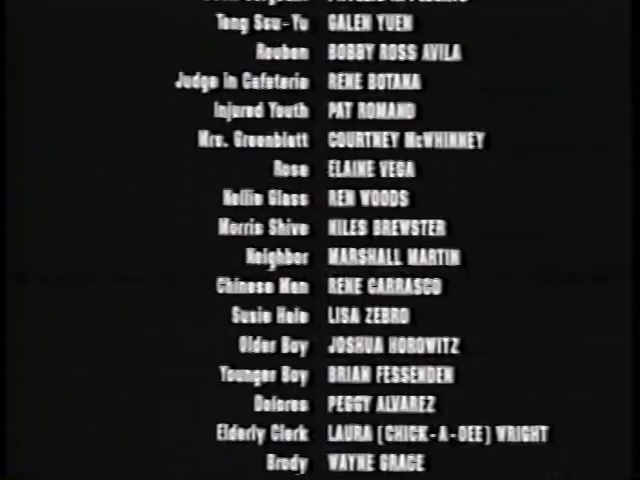 Tong Ssu-Yu GALEN YUEN
Reuben BOBBY ROSS AVILA
Judge in Cafeteria RENE BOTANA
Injured Youth PAT ROMANO
Mrs. Greenblatt COURTNEY McWHINNEY
Rose ELAINE VEGA
Nellie Glass REN WOODS
Morris Shive NILES BREWSTER
Neighbor MARSHALL MARTIN
Chinese Man RENE CARRASCO
Susie Hale LISA ZEBRO
Older Boy JOSHUA HOROWITZ
Younger Boy BRIAN FESSENDEN
Dolores PEGGY ALVAREZ
Elderly Clerk LAURA (CHICK-A-DEE) WRIGHT
Brody WAYNE GRACE